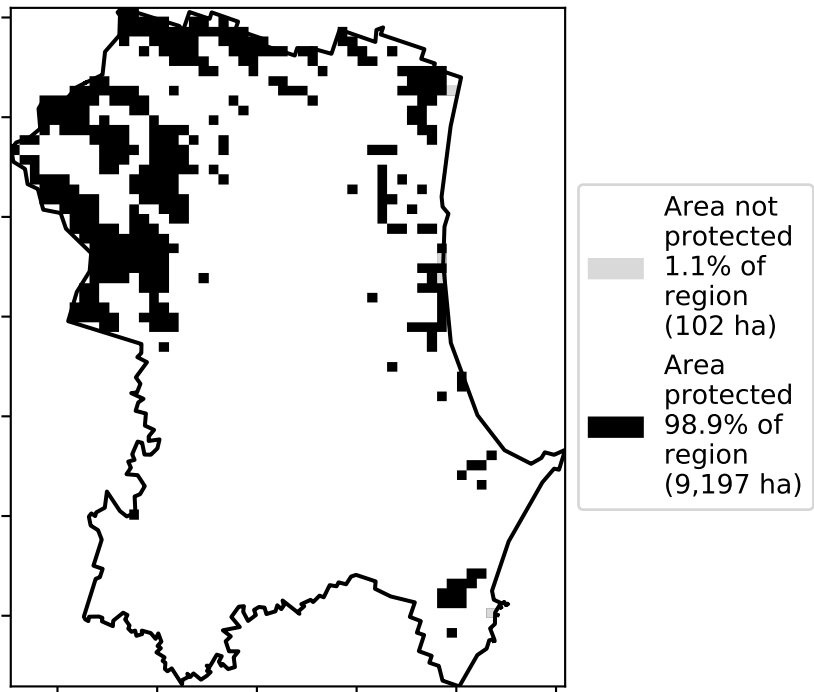 Area not
protected
1.1% of
region
(102 ha)
Area
protected
98.9% of
region
(9,197 ha)